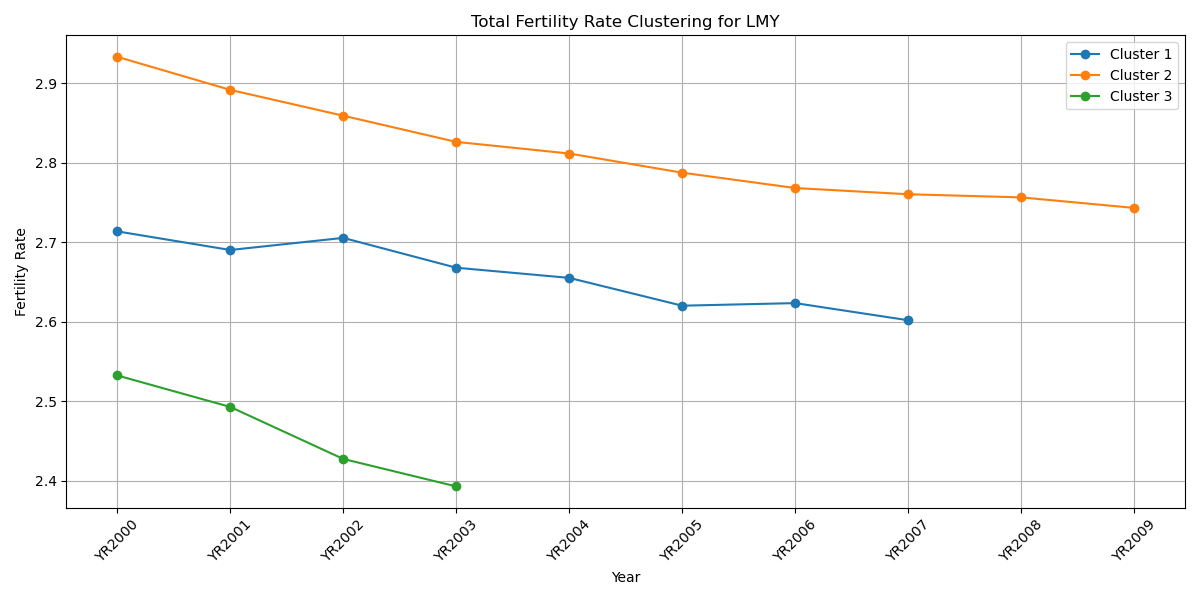 Total Fertility Rate Clustering for LMY
Cluster 1
Cluster 2
Cluster 3
Fertility Rate
2.9
2.8
2.7
2.6
2.5
2.4
YR2000
YR2001
YR2002
YR2003
YR2004
YR2005
YR2006
YR2007
YR2008
YR2009
Year